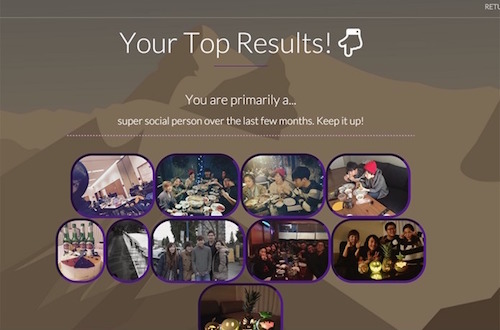 RETU
Your Top Results!
You are primarily a...
super social person over the last few months. Keep it up!